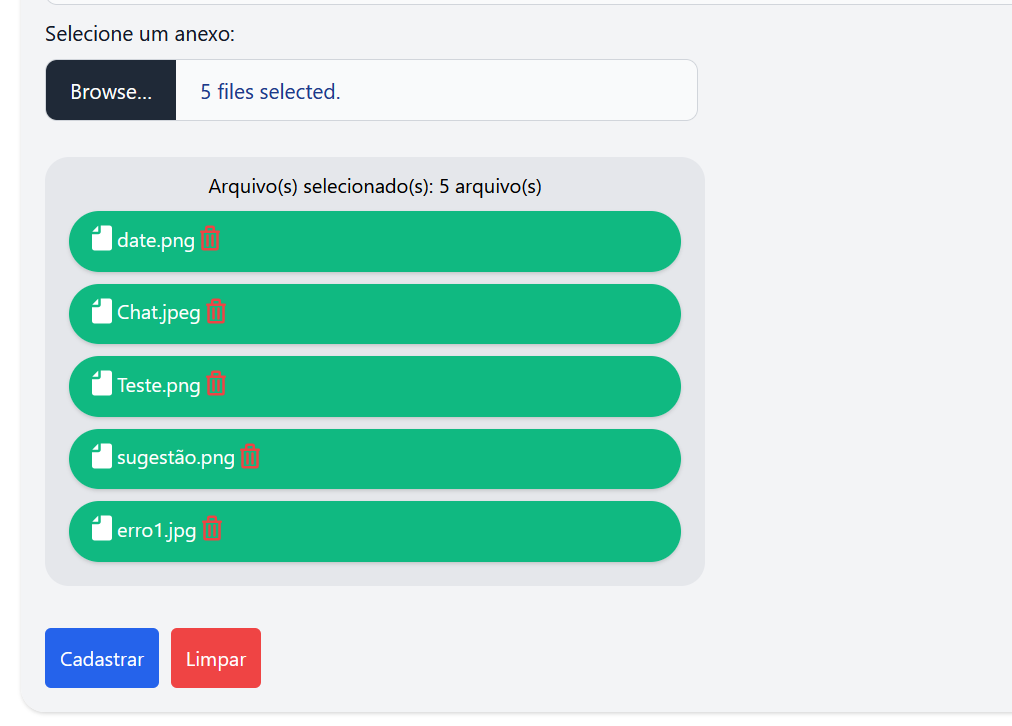 Selecione um anexo:
Browse... 5 files selected.
Arquivo(s) selecionado(s): 5 arquivo(s)
date.png
Chat.jpeg
Teste.png
sugestão.png
erro1.jpg
Cadastrar Limpar